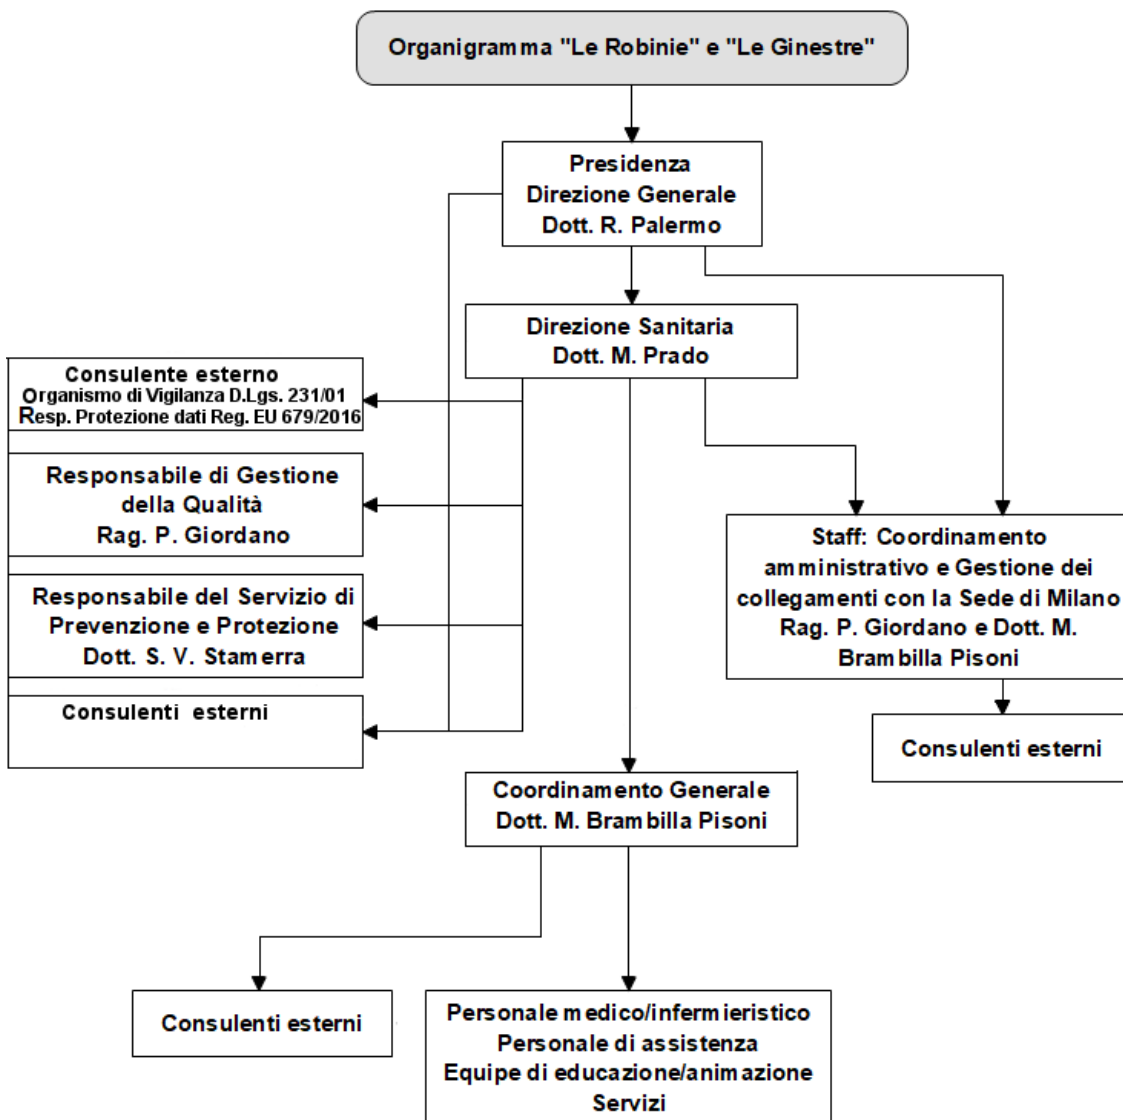 Organigramma "Le Robinie" e "Le Ginestre"
Presidenza
Direzione Generale
Dott. R. Palermo
Direzione Sanitaria
Dott. M. Prado
Consulente esterno
Organismo di Vigilanza D.Lgs. 231/01
Resp. Protezione dati Reg. EU 679/2016
Responsabile di Gestione
della Qualità
Rag. P. Giordano
Responsabile del Servizio di
Prevenzione e Protezione
Dott. S. V. Stamerra
Consulenti esterni
Staff: Coordinamento
amministrativo e Gestione dei
collegamenti con la Sede di Milano
Rag. P. Giordano e Dott. M.
Brambilla Pisoni
Consulenti esterni
Coordinamento Generale
Dott. M. Brambilla Pisoni
Consulenti esterni
Personale medico/infermieristico
Personale di assistenza
Equipe di educazione/animazione
Servizi